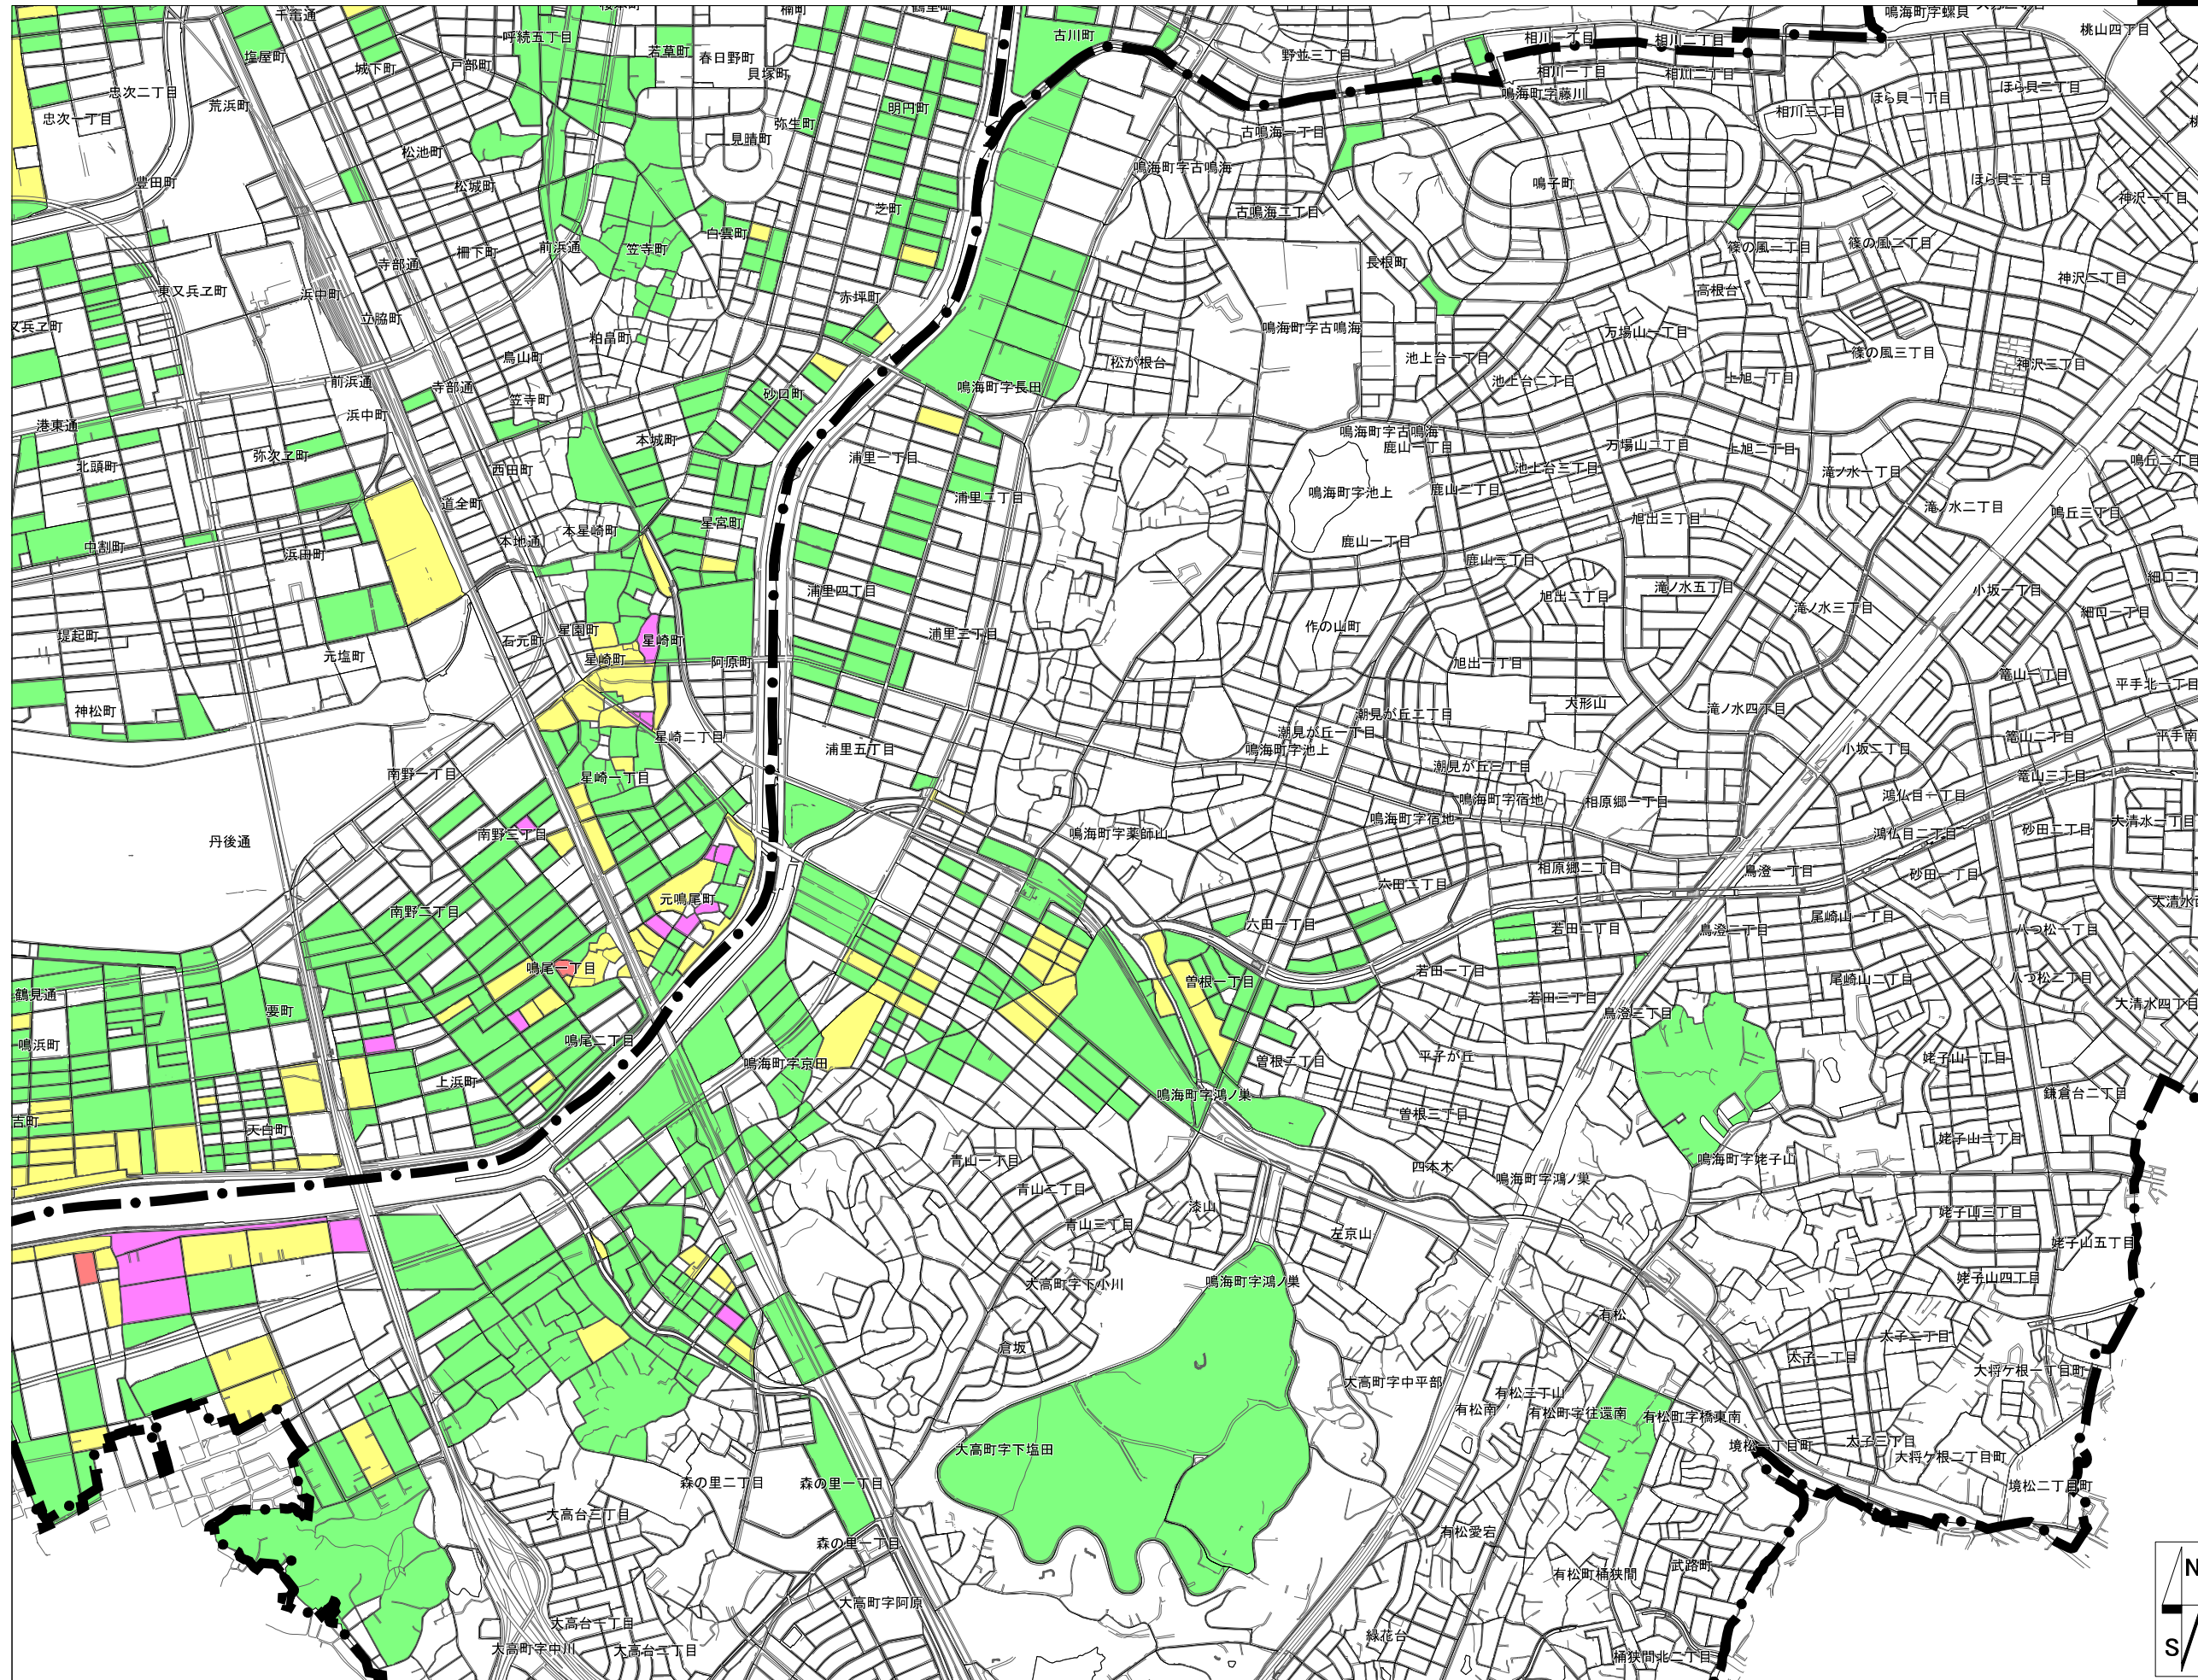 千竈通
鳴海町字螺貝
桃山四丁目
古川町
呼続五丁目
相川一丁目
相川二丁目
塩屋町
若草町
春日野町
野並三丁目
城下町
戸部町
貝塚町
相川一丁目
相川二丁目
忠次二丁目
鳴海町字藤川
ほら貝一丁目
ほら貝二丁目
荒浜町
明円町
相川三丁目
忠次一丁目
弥生町
古鳴海一丁目
見晴町
松池町
鳴海町字古鳴海
豊田町
松城町
鳴子町
ほら貝三丁目
神沢一丁目
芝町
古鳴海二丁目
白雲町
前浜通
笠寺町
篠の風一丁目
篠の風二丁目
柵下町
寺部通
長根町
神沢二丁目
東又兵ヱ町
浜中町
赤坪町
高根台
立脇町
又兵ヱ町
鳴海町字古鳴海
万場山一丁目
粕畠町
鳥山町
松が根台
池上台一丁目
篠の風三丁目
神沢三丁目
前浜通
寺部通
砂口町
鳴海町字長田
池上台二丁目
上旭一丁目
笠寺町
浜中町
港東通
本城町
鳴海町字古鳴海
鹿山一丁目
万場山二丁目
上旭二丁目
弥次ヱ町
浦里一丁目
北頭町
西田町
池上台三丁目
滝ノ水一丁目
鳴丘二丁目
道全町
浦里二丁目
鳴海町字池上
鹿山二丁目
滝ノ水二丁目
鳴丘三丁目
星宮町
本星崎町
旭出三丁目
本地通
中割町
浜田町
鹿山一丁目
鹿山三丁目
浦里四丁目
旭出二丁目
滝ノ水五丁目
小坂一丁目
滝ノ水三丁目
細口一丁目
堤起町
石元町
星園町
星崎町
浦里三丁目
作の山町
元塩町
星崎町
阿原町
旭出一丁目
篭山一丁目
平手北一丁目
神松町
大形山
滝ノ水四丁目
潮見が丘二丁目
星崎二丁目
浦里五丁目
潮見が丘一丁目
鳴海町字池上
小坂二丁目
篭山二丁目
平手南
南野一丁目
星崎一丁目
潮見が丘三丁目
篭山三丁目
鳴海町字宿地
相原郷一丁目
鴻仏目一丁目
丹後通
南野三丁目
鳴海町字薬師山
鳴海町字宿地
鴻仏目二丁目
砂田二丁目
大清水一丁目
相原郷二丁目
鳥澄一丁目
砂田一丁目
南野二丁目
元鳴尾町
六田二丁目
六田一丁目
若田二丁目
鳥澄二丁目
尾崎山一丁目
八つ松一丁目
鳴尾一丁目
曽根一丁目
若田一丁目
尾崎山二丁目
八つ松二丁目
鶴見通
要町
若田三丁目
鳥澄三丁目
大清水四丁目
鳴浜町
鳴尾二丁目
鳴海町字京田
曽根二丁目
平子が丘
姥子山一丁目
上浜町
鳴海町字鴻ノ巣
鎌倉台二丁目
天白町
曽根三丁目
姥子山二丁目
青山一丁目
四本木
鳴海町字姥子山
鳴海町字鴻ノ巣
青山二丁目
漆山
青山三丁目
左京山
姥子山三丁目
姥子山五丁目
大高町字下小川
鳴海町字鴻ノ巣
姥子山四丁目
有松
倉坂
太子二丁目
太子一丁目
大将ケ根一丁目町
大高町字中平部
有松三丁山
有松南
有松町字往還南
有松町字橋東南
大高町字下塩田
境松一丁目町
太子三丁目
大将ケ根二丁目町
森の里二丁目
森の里一丁目
境松二丁目町
大高台三丁目
有松愛宕
森の里一丁目
有松町桶狭間
武路町
大高町字阿原
大高台一丁目
緑花台
大高町字中川
大高台二丁目
桶狭間北二丁目
N
S